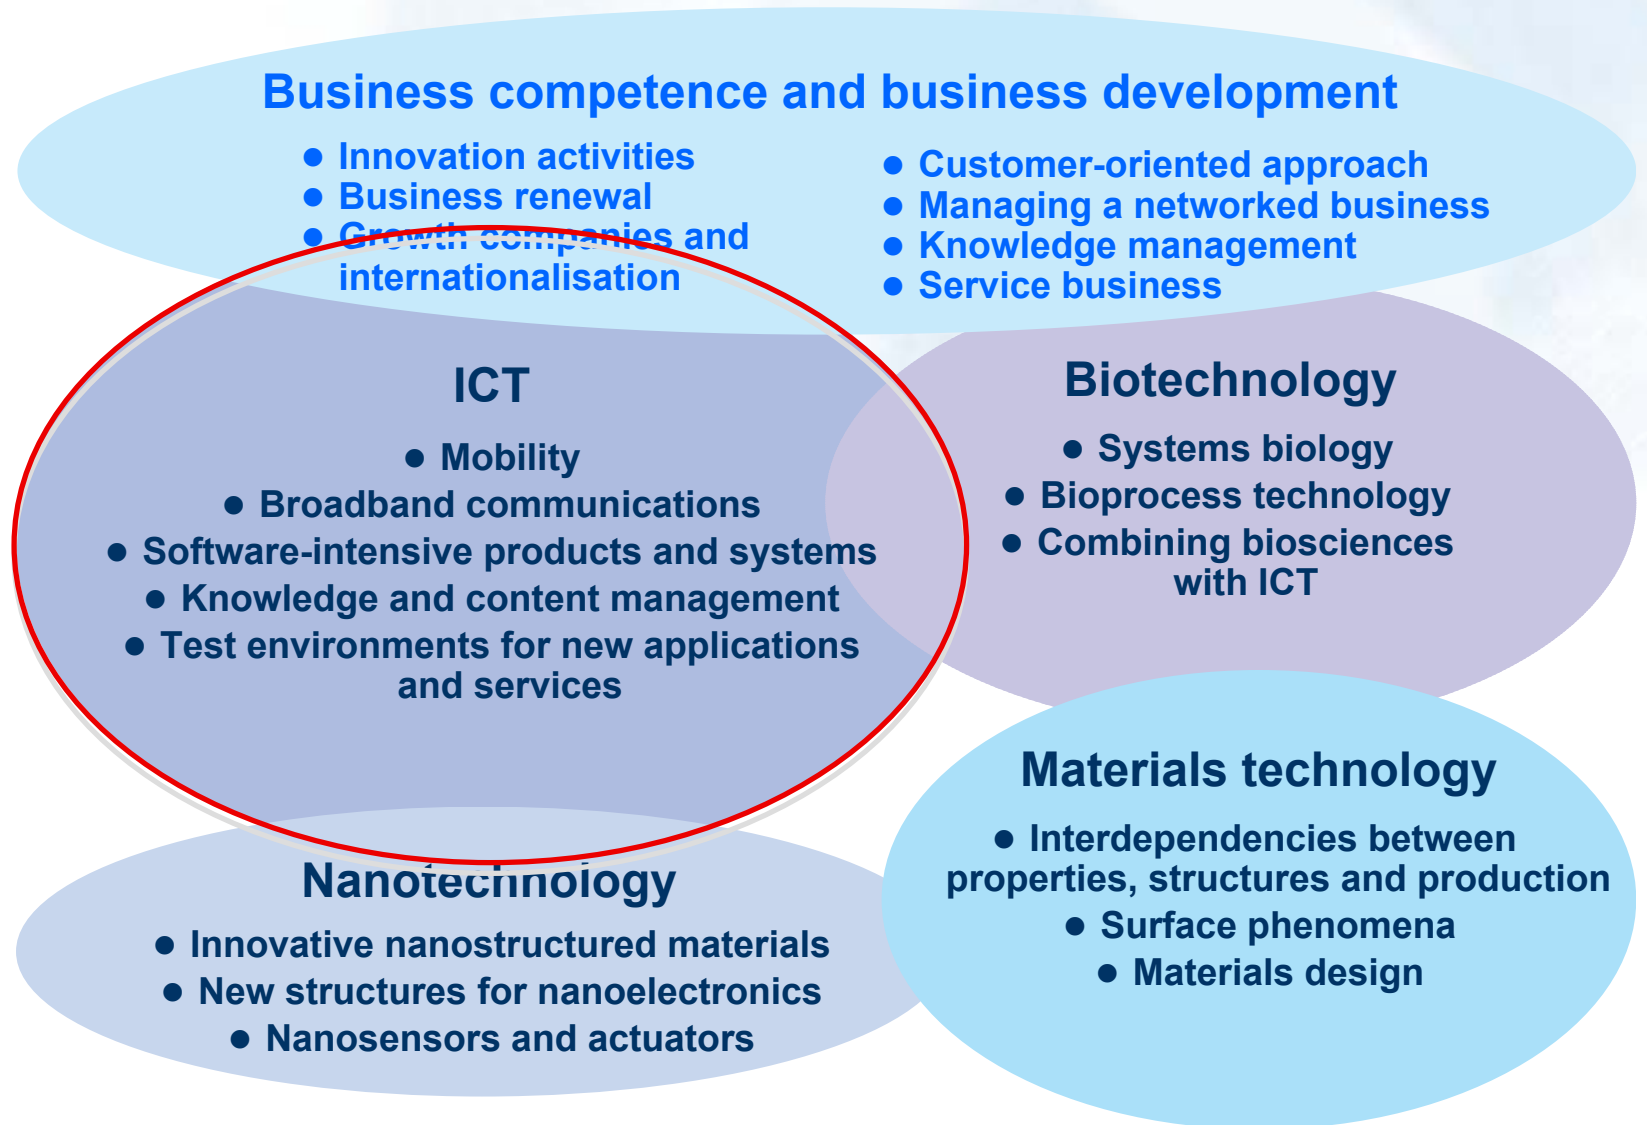 Business competence and business development
● Innovation activities
● Business renewal
● Growth companies and
internationalisation
● Customer-oriented approach
● Managing a networked business
● Knowledge management
● Service business
ICT
● Mobility
● Broadband communications
● Software-intensive products and systems
● Knowledge and content management
● Test environments for new applications
and services
Biotechnology
● Systems biology
● Bioprocess technology
● Combining biosciences
with ICT
Nanotechnology
● Innovative nanostructured materials
● New structures for nanoelectronics
● Nanosensors and actuators
Materials technology
● Interdependencies between
properties, structures and production
● Surface phenomena
● Materials design